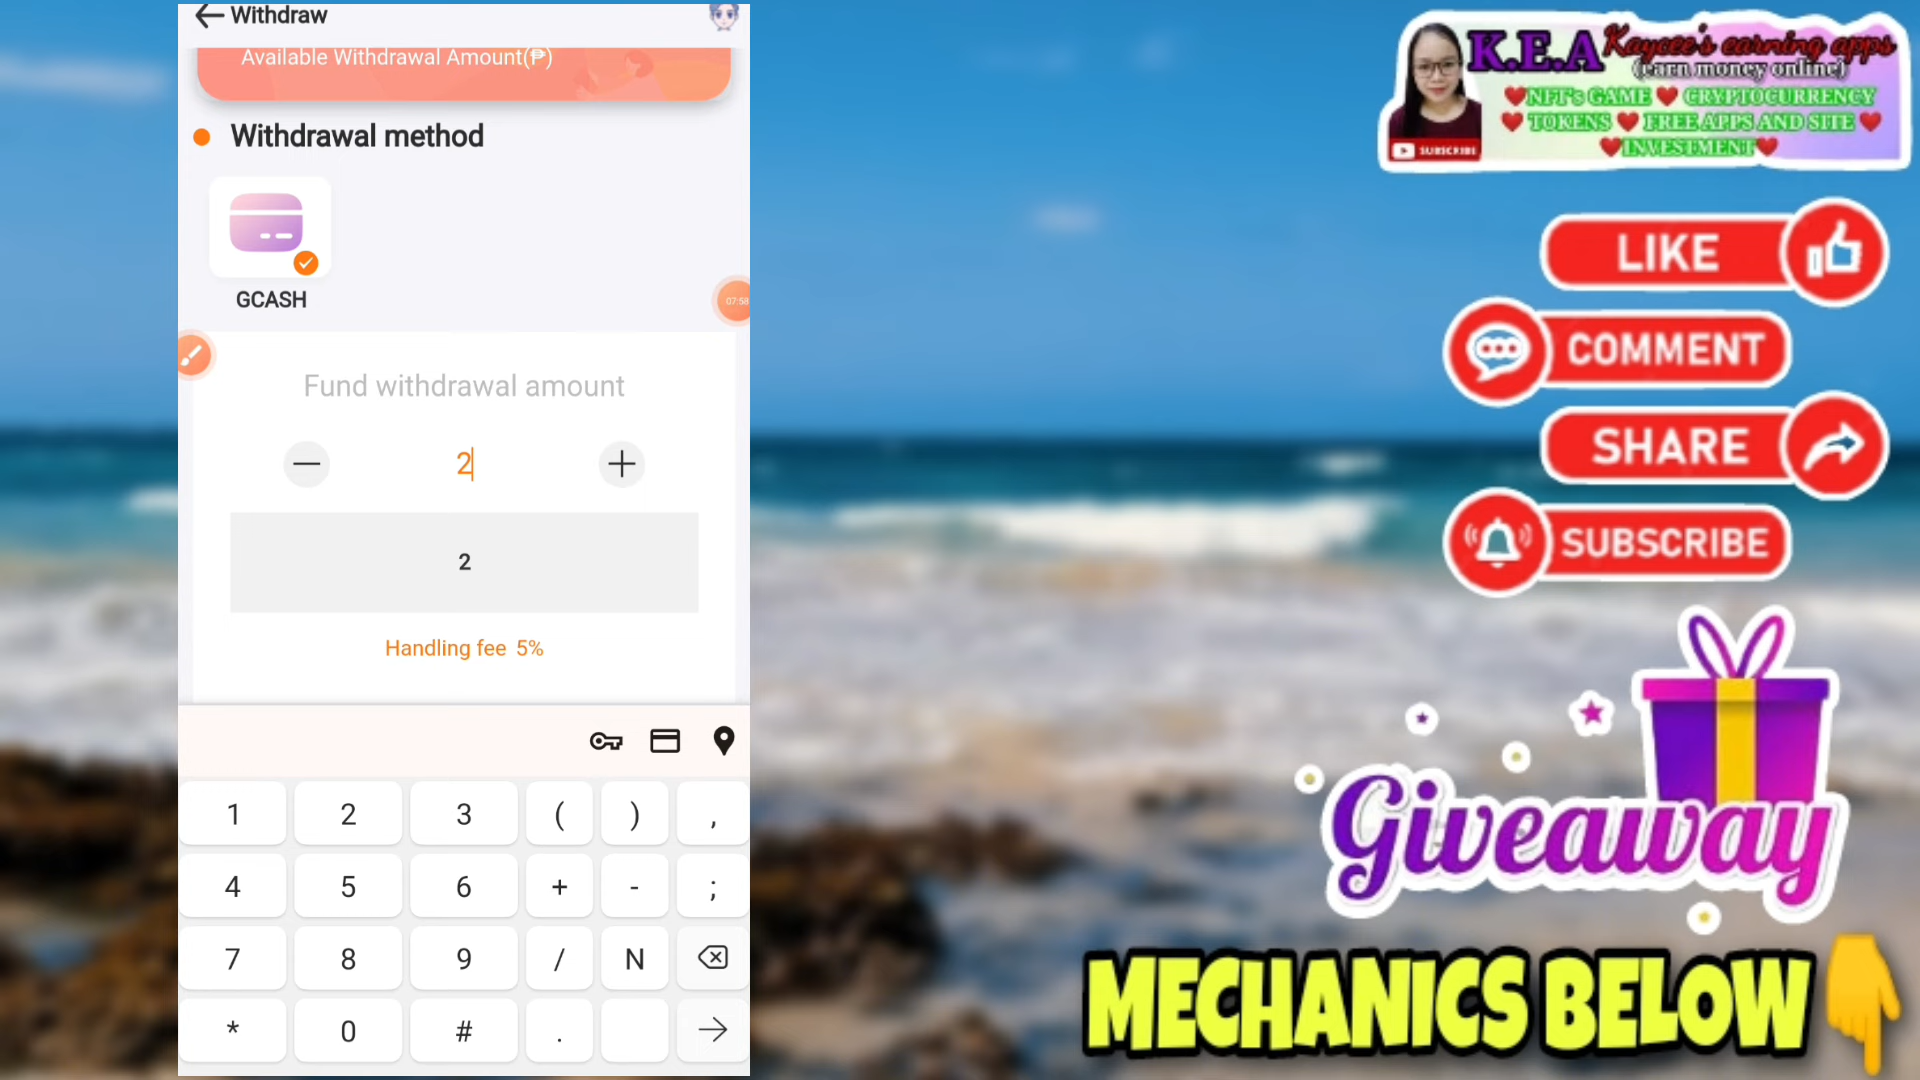 Withdraw
Available Withdrawal Amount(₱)
Withdrawal method
GCASH
07:58
Fund withdrawal amount
2
2
Handling fee 5%
1 2 3 ( ) ,
4 5 6 + - ;
7 8 9 / N
* 0 # .
K.E.A Kaycee's earning apps
(earn money online)
❤NFT's GAME ❤ CRYPTOCURRENCY
❤ TOKENS ❤ FREE APPS AND SITE ❤
❤INVESTMENT❤
SUBSCRIBE
LIKE
COMMENT
SHARE
SUBSCRIBE
Giveaway
MECHANICS BELOW